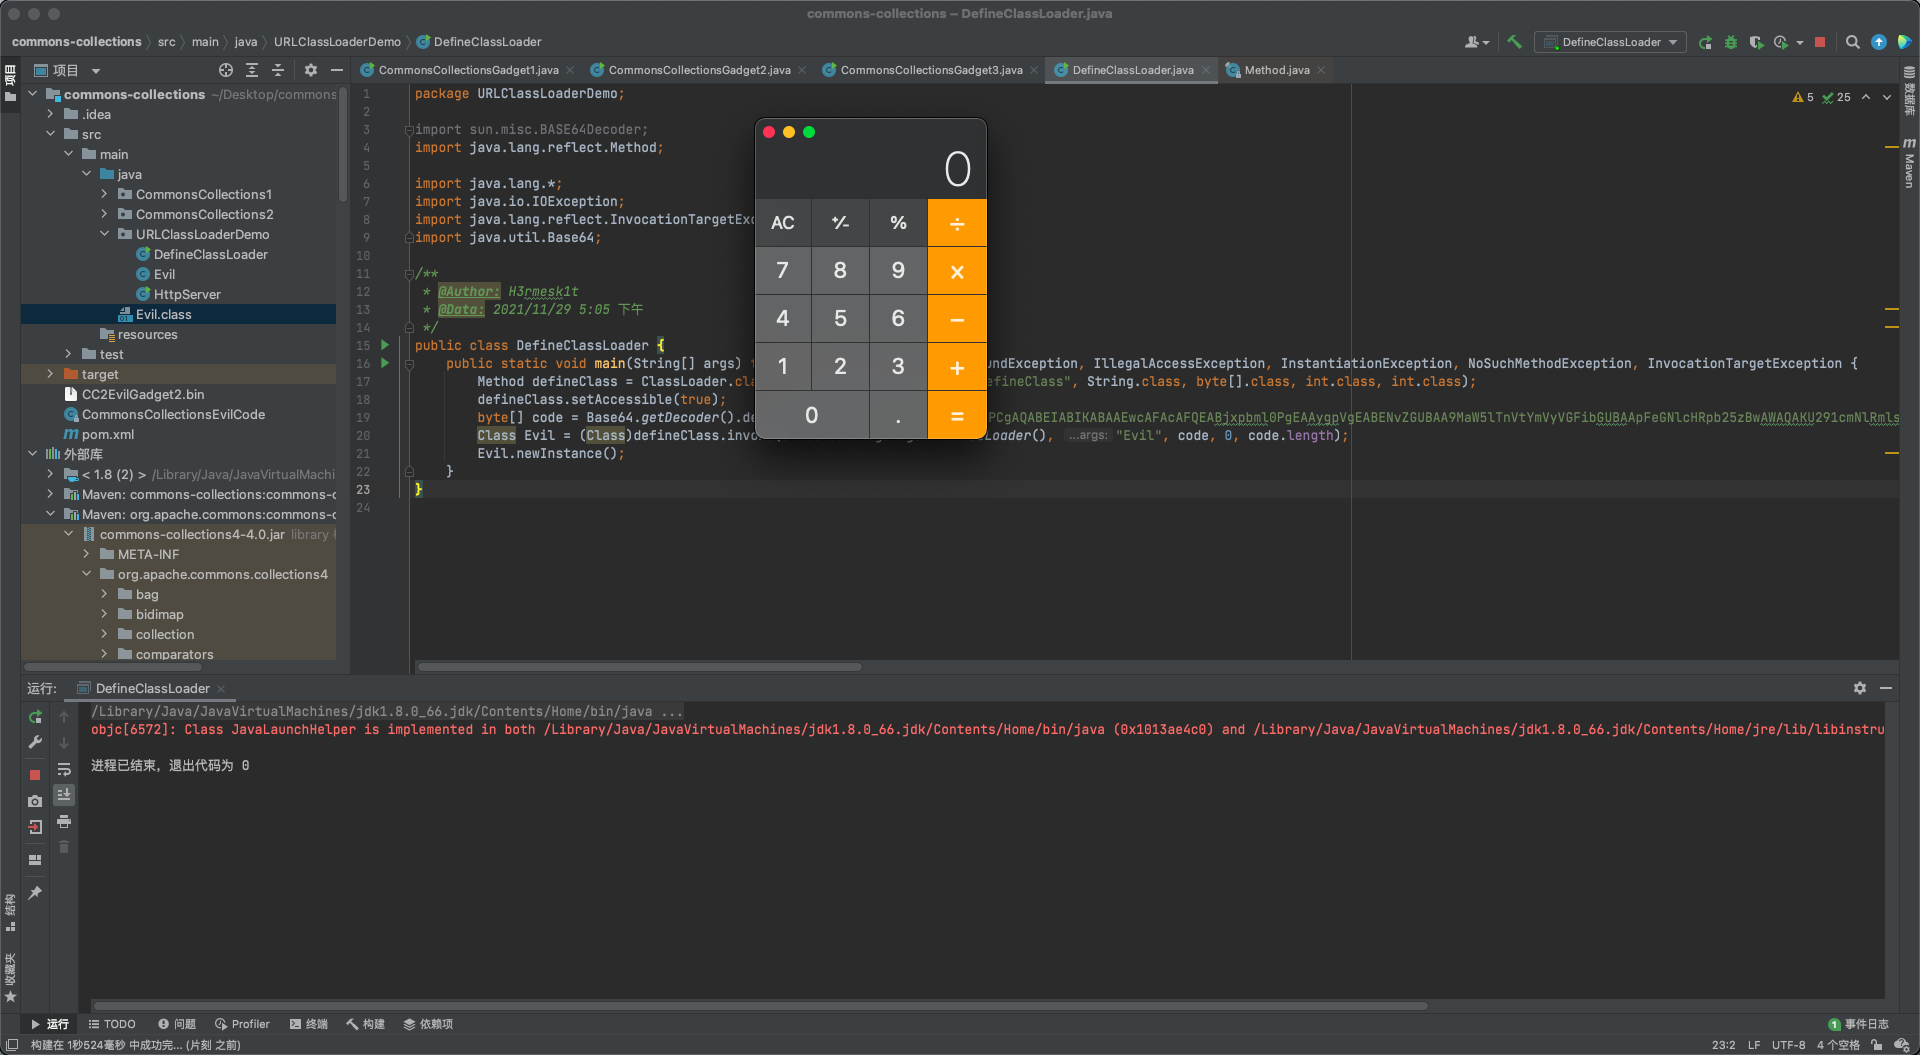 commons-collections – DefineClassLoader.java
commons-collections › src › main › java › URLClassLoaderDemo › DefineClassLoader
DefineClassLoader
项目
项目
CommonsCollectionsGadget1.java
CommonsCollectionsGadget2.java
CommonsCollectionsGadget3.java
DefineClassLoader.java
Method.java
commons-collections ~/Desktop/commons
.idea
src
main
java
CommonsCollections1
CommonsCollections2
URLClassLoaderDemo
DefineClassLoader
Evil
HttpServer
Evil.class
resources
test
target
CC2EvilGadget2.bin
CommonsCollectionsEvilCode
pom.xml
外部库
< 1.8 (2) > /Library/Java/JavaVirtualMachi
Maven: commons-collections:commons-c
Maven: org.apache.commons:commons-c
commons-collections4-4.0.jar library
META-INF
org.apache.commons.collections4
bag
bidimap
collection
comparators
5 25
数据库
Maven
1 package URLClassLoaderDemo;
2
3 import sun.misc.BASE64Decoder;
4 import java.lang.reflect.Method;
5
6 import java.lang.*;
7 import java.io.IOException;
8 import java.lang.reflect.InvocationTargetExc
9 import java.util.Base64;
10
11 /**
12 * @Author: H3rmesk1t
13 * @Data: 2021/11/29 5:05 下午
14 */
15 public class DefineClassLoader {
16 public static void main(String[] args) t undException, IllegalAccessException, InstantiationException, NoSuchMethodException, InvocationTargetException {
17 Method defineClass = ClassLoader.cla efineClass", String.class, byte[].class, int.class, int.class);
18 defineClass.setAccessible(true);
19 byte[] code = Base64.getDecoder().de PCgAQABEIABIKABAAEwcAFAcAFQEABjxpbml0PgEAAygpVgEABENvZGUBAA9MaW5lTnVtYmVyVGFibGUBAApFeGNlcHRpb25zBwAWAQAKU291cmNlRmls
20 Class Evil = (Class)defineClass.invo Loader(), ...args: "Evil", code, 0, code.length);
21 Evil.newInstance();
22 }
23 }
24
0
AC +⁄- % ÷
7 8 9 ×
4 5 6 −
1 2 3 +
0 . =
运行: DefineClassLoader
/Library/Java/JavaVirtualMachines/jdk1.8.0_66.jdk/Contents/Home/bin/java ...
objc[6572]: Class JavaLaunchHelper is implemented in both /Library/Java/JavaVirtualMachines/jdk1.8.0_66.jdk/Contents/Home/bin/java (0x1013ae4c0) and /Library/Java/JavaVirtualMachines/jdk1.8.0_66.jdk/Contents/Home/jre/lib/libinstru
进程已结束，退出代码为 0
结构
收藏夹
运行 TODO 问题 Profiler 终端 构建 依赖项
1 事件日志
构建在 1秒524毫秒 中成功完... (片刻 之前)
23:2 LF UTF-8 4 个空格